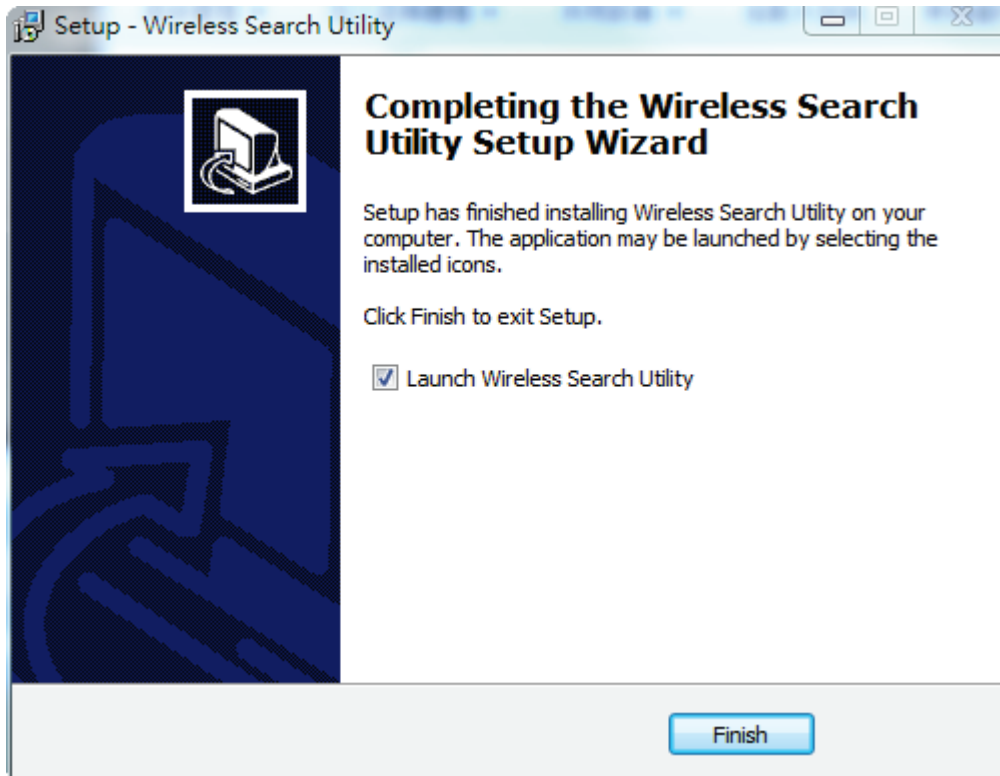 Setup - Wireless Search Utility
Completing the Wireless Search
Utility Setup Wizard
Setup has finished installing Wireless Search Utility on your
computer. The application may be launched by selecting the
installed icons.
Click Finish to exit Setup.
Launch Wireless Search Utility
Finish